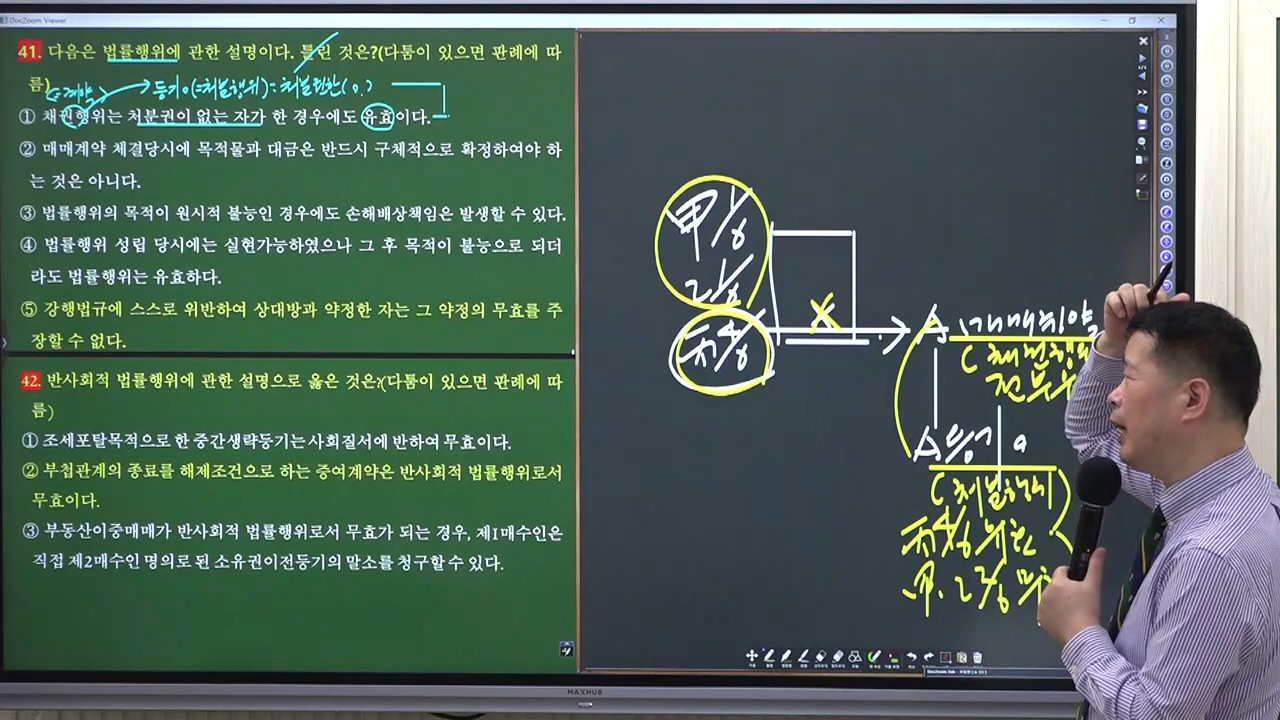 DocZoom Viewer
41. 다음은 법률행위에 관한 설명이다. 틀린 것은?(다툼이 있으면 판례에 따
름)
① 채권행위는 처분권이 없는 자가 한 경우에도 유효이다.
② 매매계약 체결당시에 목적물과 대금은 반드시 구체적으로 확정하여야 하
는 것은 아니다.
③ 법률행위의 목적이 원시적 불능인 경우에도 손해배상책임은 발생할 수 있다.
④ 법률행위 성립 당시에는 실현가능하였으나 그 후 목적이 불능으로 되더
라도 법률행위는 유효하다.
⑤ 강행법규에 스스로 위반하여 상대방과 약정한 자는 그 약정의 무효를 주
장할 수 없다.
42. 반사회적 법률행위에 관한 설명으로 옳은 것은?(다툼이 있으면 판례에 따
름)
① 조세포탈목적으로 한 중간생략등기는 사회질서에 반하여 무효이다.
② 부첩관계의 종료를 해제조건으로 하는 증여계약은 반사회적 법률행위로서
무효이다.
③ 부동산이중매매가 반사회적 법률행위로서 무효가 되는 경우, 제1매수인은
직접 제2매수인 명의로 된 소유권이전등기의 말소를 청구할 수 있다.
甲
A 매매계약
A
MAXHUB